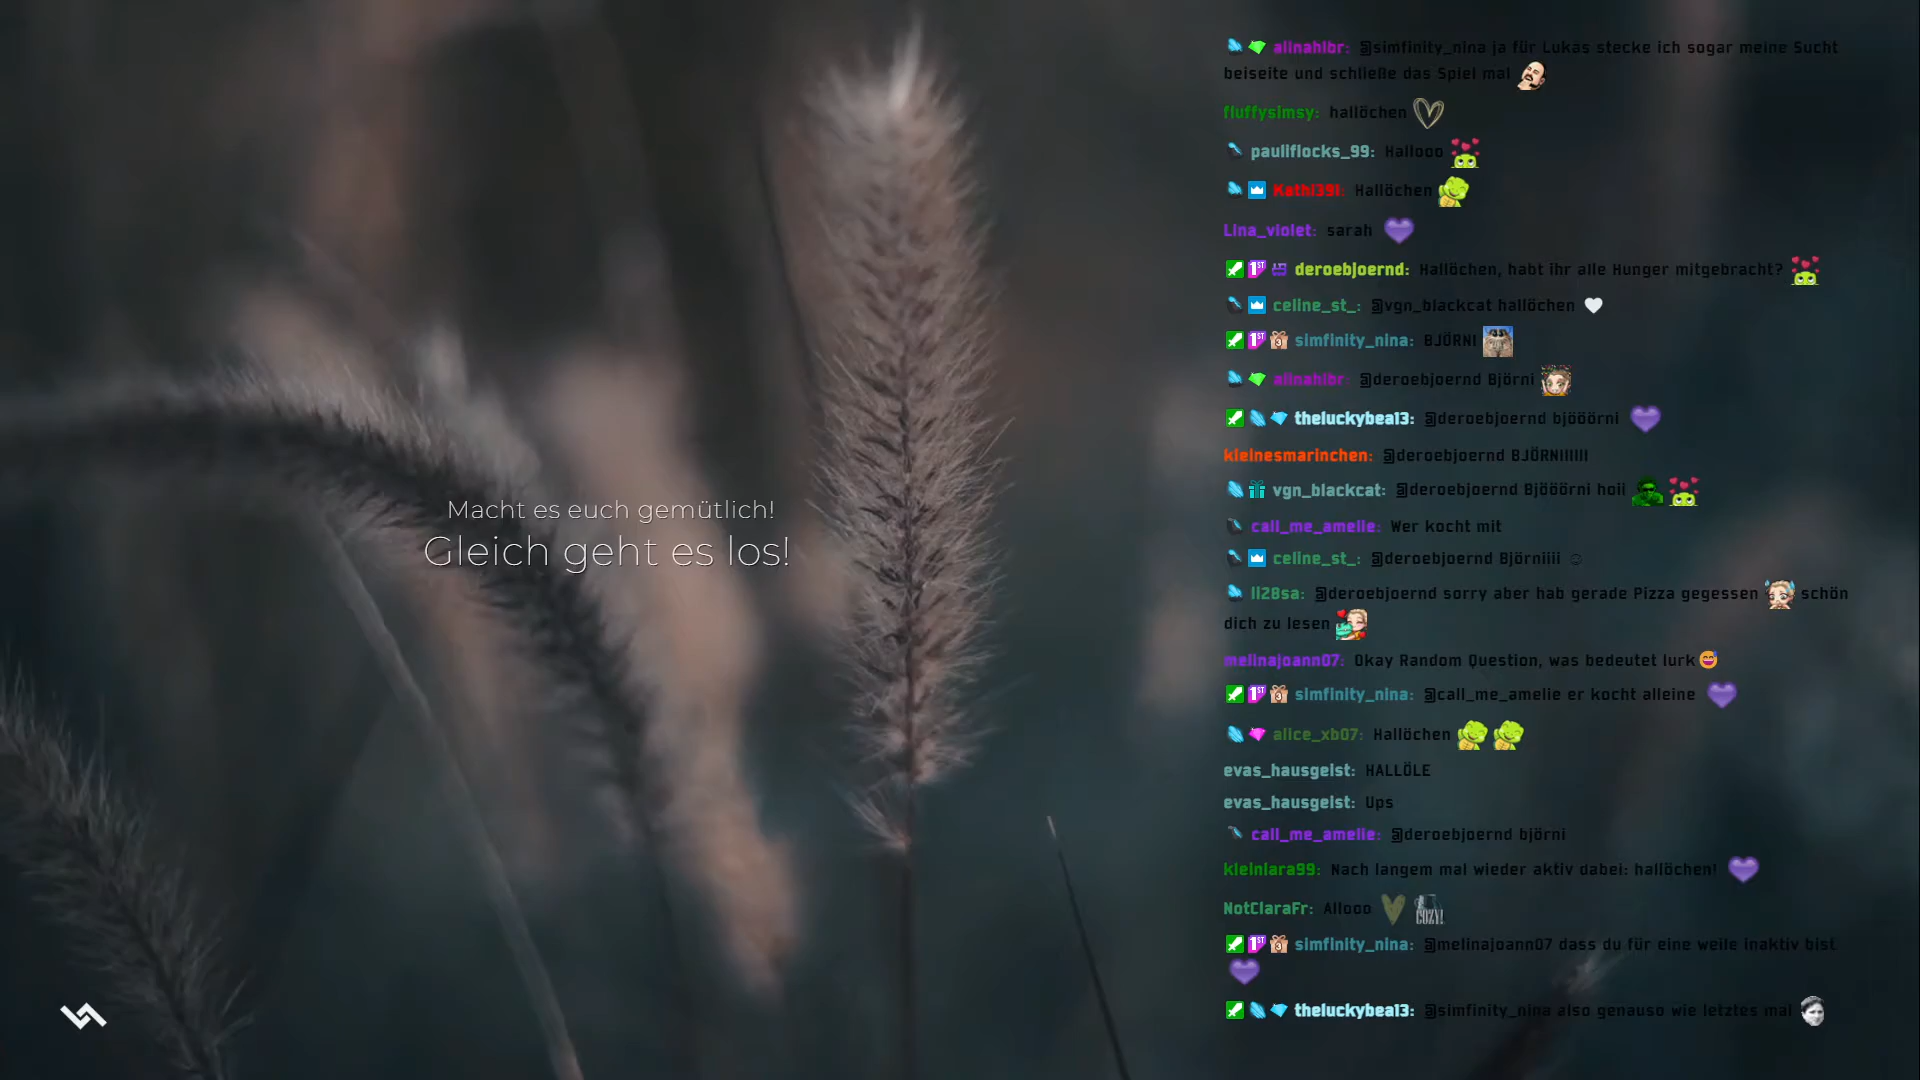 alinahlbr: @simfinity_nina ja für Lukas stecke ich sogar meine Sucht
beiseite und schließe das Spiel mal
fluffysimsy: hallöchen
pauliflocks_99: Hallooo
Kathi39l: Hallöchen
Lina_violet: sarah
deroebjoernd: Hallöchen, habt ihr alle Hunger mitgebracht?
celine_st_: @vgn_blackcat hallöchen
simfinity_nina: BJÖRNI
alinahlbr: @deroebjoernd Björni
theluckybea13: @deroebjoernd bjööörni
kleinesmarinchen: @deroebjoernd BJÖRNIIIIII
vgn_blackcat: @deroebjoernd Bjööörni hoii
Macht es euch gemütlich!
Gleich geht es los!
call_me_amelie: Wer kocht mit
celine_st_: @deroebjoernd Björniiii
ll28sa: @deroebjoernd sorry aber hab gerade Pizza gegessen schön
dich zu lesen
melinajoann07: Okay Random Question, was bedeutet lurk
simfinity_nina: @call_me_amelie er kocht alleine
alice_xb07: Hallöchen
evas_hausgeist: HALLÖLE
evas_hausgeist: Ups
call_me_amelie: @deroebjoernd björni
kleinlara99: Nach langem mal wieder aktiv dabei: hallöchen!
NotClaraFr: Allooo
COZY!
simfinity_nina: @melinajoann07 dass du für eine weile inaktiv bist
theluckybea13: @simfinity_nina also genauso wie letztes mal